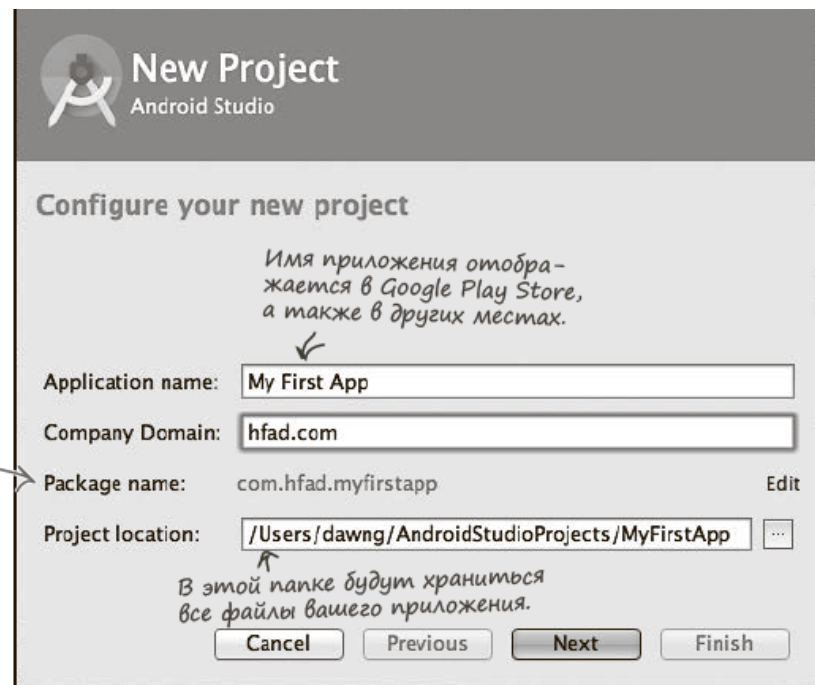 New Project
Android Studio
Configure your new project
Имя приложения отобра-
жается в Google Play Store,
а также в других местах.
Application name: My First App
Company Domain: hfad.com
Package name: com.hfad.myfirstapp Edit
Project location: /Users/dawng/AndroidStudioProjects/MyFirstApp ...
В этой папке будут храниться
все файлы вашего приложения.
Cancel Previous Next Finish